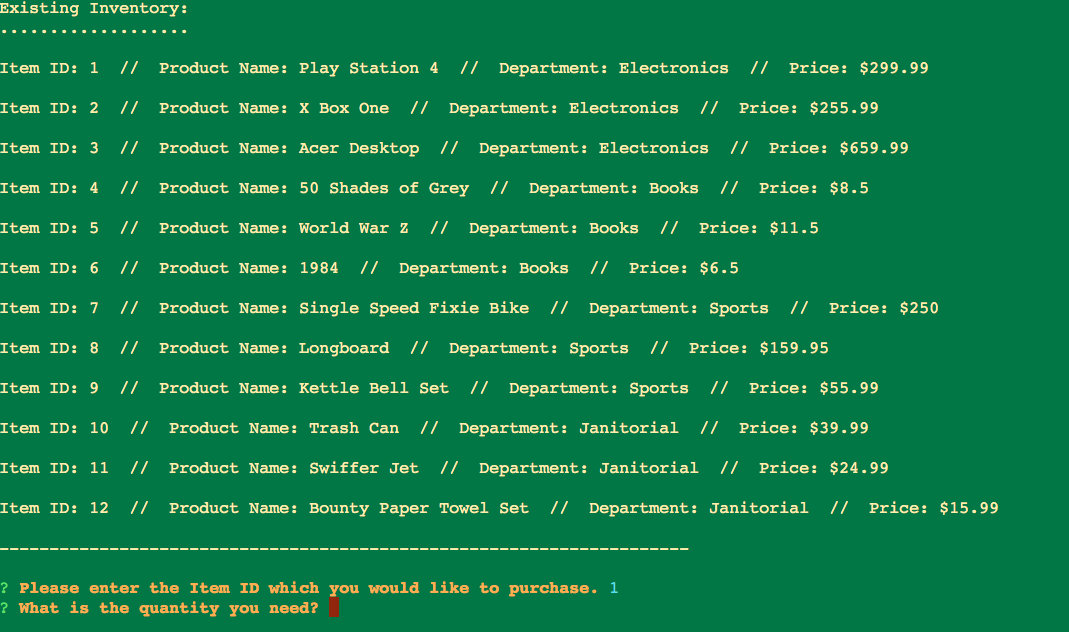 Existing Inventory:
...................
Item ID: 1  //  Product Name: Play Station 4  //  Department: Electronics  //  Price: $299.99
Item ID: 2  //  Product Name: X Box One  //  Department: Electronics  //  Price: $255.99
Item ID: 3  //  Product Name: Acer Desktop  //  Department: Electronics  //  Price: $659.99
Item ID: 4  //  Product Name: 50 Shades of Grey  //  Department: Books  //  Price: $8.5
Item ID: 5  //  Product Name: World War Z  //  Department: Books  //  Price: $11.5
Item ID: 6  //  Product Name: 1984  //  Department: Books  //  Price: $6.5
Item ID: 7  //  Product Name: Single Speed Fixie Bike  //  Department: Sports  //  Price: $250
Item ID: 8  //  Product Name: Longboard  //  Department: Sports  //  Price: $159.95
Item ID: 9  //  Product Name: Kettle Bell Set  //  Department: Sports  //  Price: $55.99
Item ID: 10  //  Product Name: Trash Can  //  Department: Janitorial  //  Price: $39.99
Item ID: 11  //  Product Name: Swiffer Jet  //  Department: Janitorial  //  Price: $24.99
Item ID: 12  //  Product Name: Bounty Paper Towel Set  //  Department: Janitorial  //  Price: $15.99
---------------------------------------------------------------------
? Please enter the Item ID which you would like to purchase. 1
? What is the quantity you need?